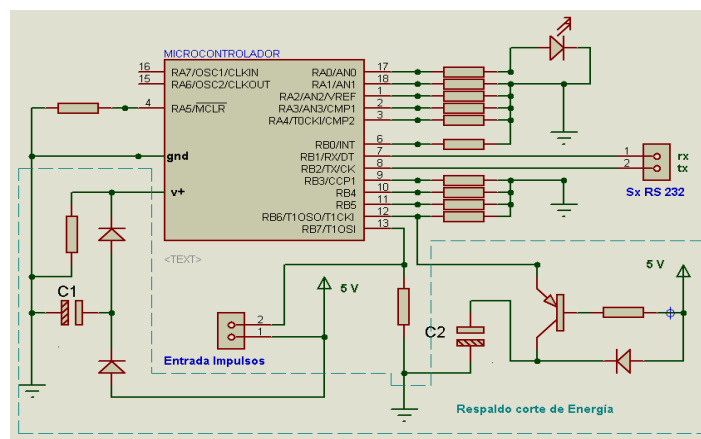 MICROCONTROLADOR
16 RA7/OSC1/CLKIN RA0/AN0 17
15 RA6/OSC2/CLKOUT RA1/AN1 18
RA2/AN2/VREF 1
4 RA5/MCLR RA3/AN3/CMP1 2
RA4/T0CKI/CMP2 3
RB0/INT 6
gnd RB1/RX/DT 7
RB2/TX/CK 8
RB3/CCP1 9
v+ RB4 10
RB5 11
RB6/T1OSO/T1CKI 12
RB7/T1OSI 13
1 rx
2 tx
Sx RS 232
<TEXT>
C1
5 V
2
1
Entrada Impulsos
C2
5 V
Respaldo corte de Energía